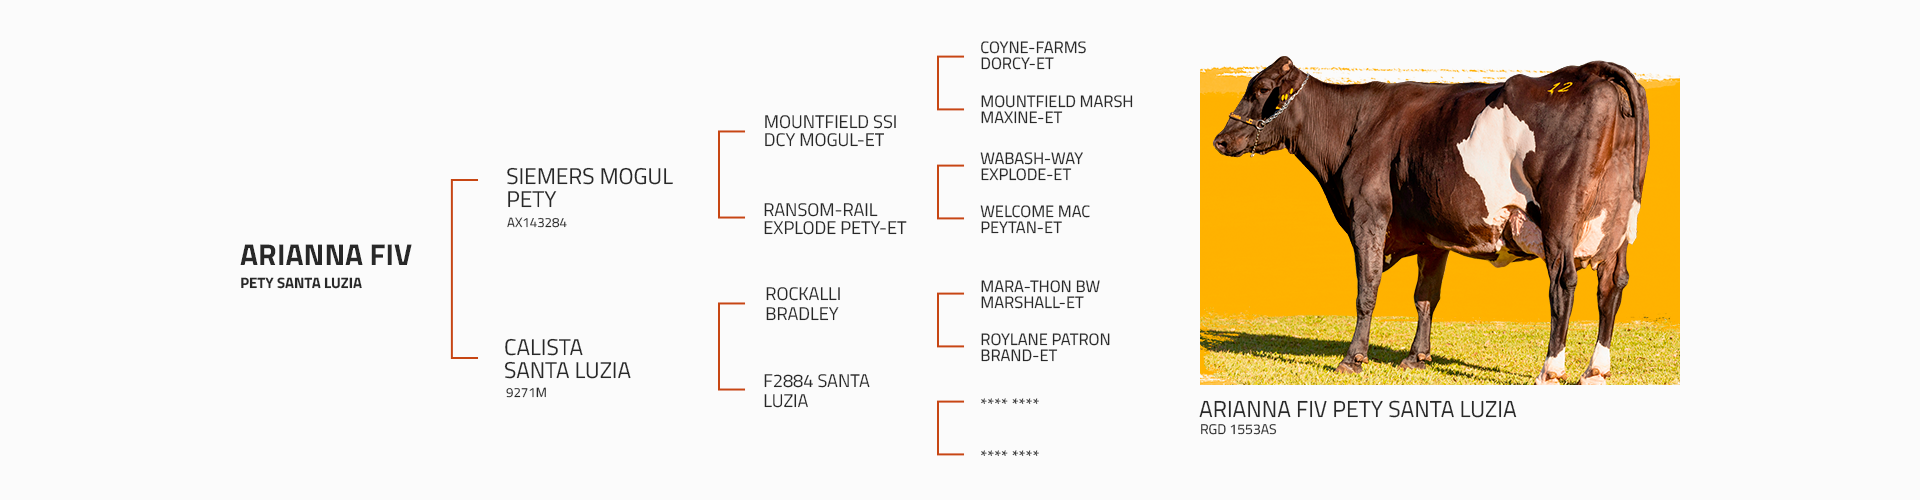 ARIANNA FIV
PETY SANTA LUZIA
SIEMERS MOGUL
PETY
AX143284
CALISTA
SANTA LUZIA
9271M
MOUNTFIELD SSI
DCY MOGUL-ET
RANSOM-RAIL
EXPLODE PETY-ET
ROCKALLI
BRADLEY
F2884 SANTA
LUZIA
COYNE-FARMS
DORCY-ET
MOUNTFIELD MARSH
MAXINE-ET
WABASH-WAY
EXPLODE-ET
WELCOME MAC
PEYTAN-ET
MARA-THON BW
MARSHALL-ET
ROYLANE PATRON
BRAND-ET
**** ****
**** ****
12
ARIANNA FIV PETY SANTA LUZIA
RGD 1553AS